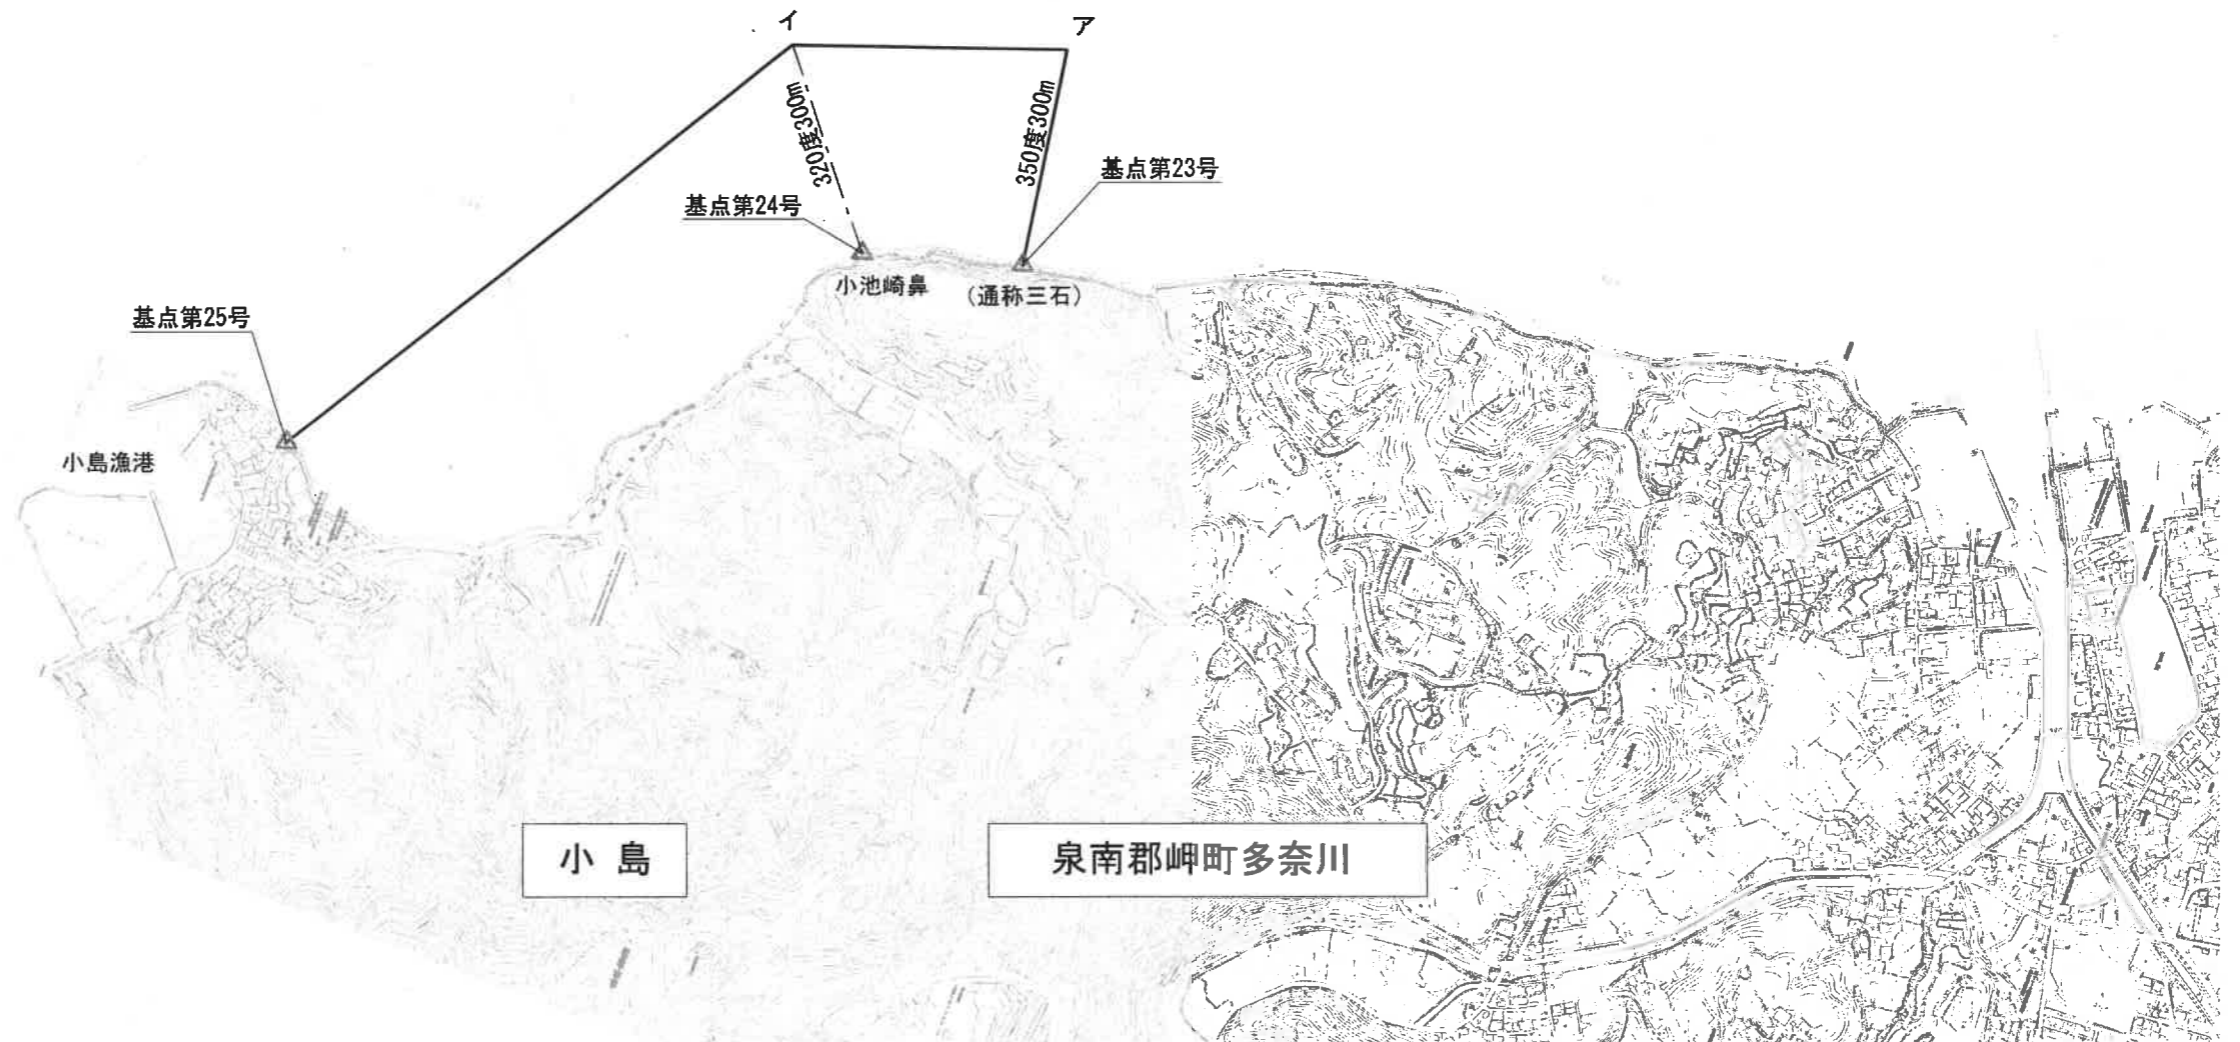 イ
ア
320度300m
350度300m
基点第23号
基点第24号
小池崎鼻
(通称三石)
基点第25号
小島漁港
小島
泉南郡岬町多奈川